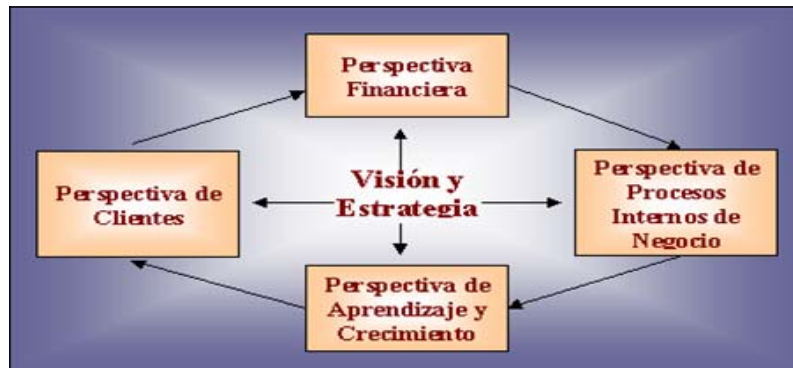 Perspectiva
Financiera
Perspectiva de
Clientes
Visión y
Estrategia
Perspectiva de
Procesos
Internos de
Negocio
Perspectiva de
Aprendizaje y
Crecimiento